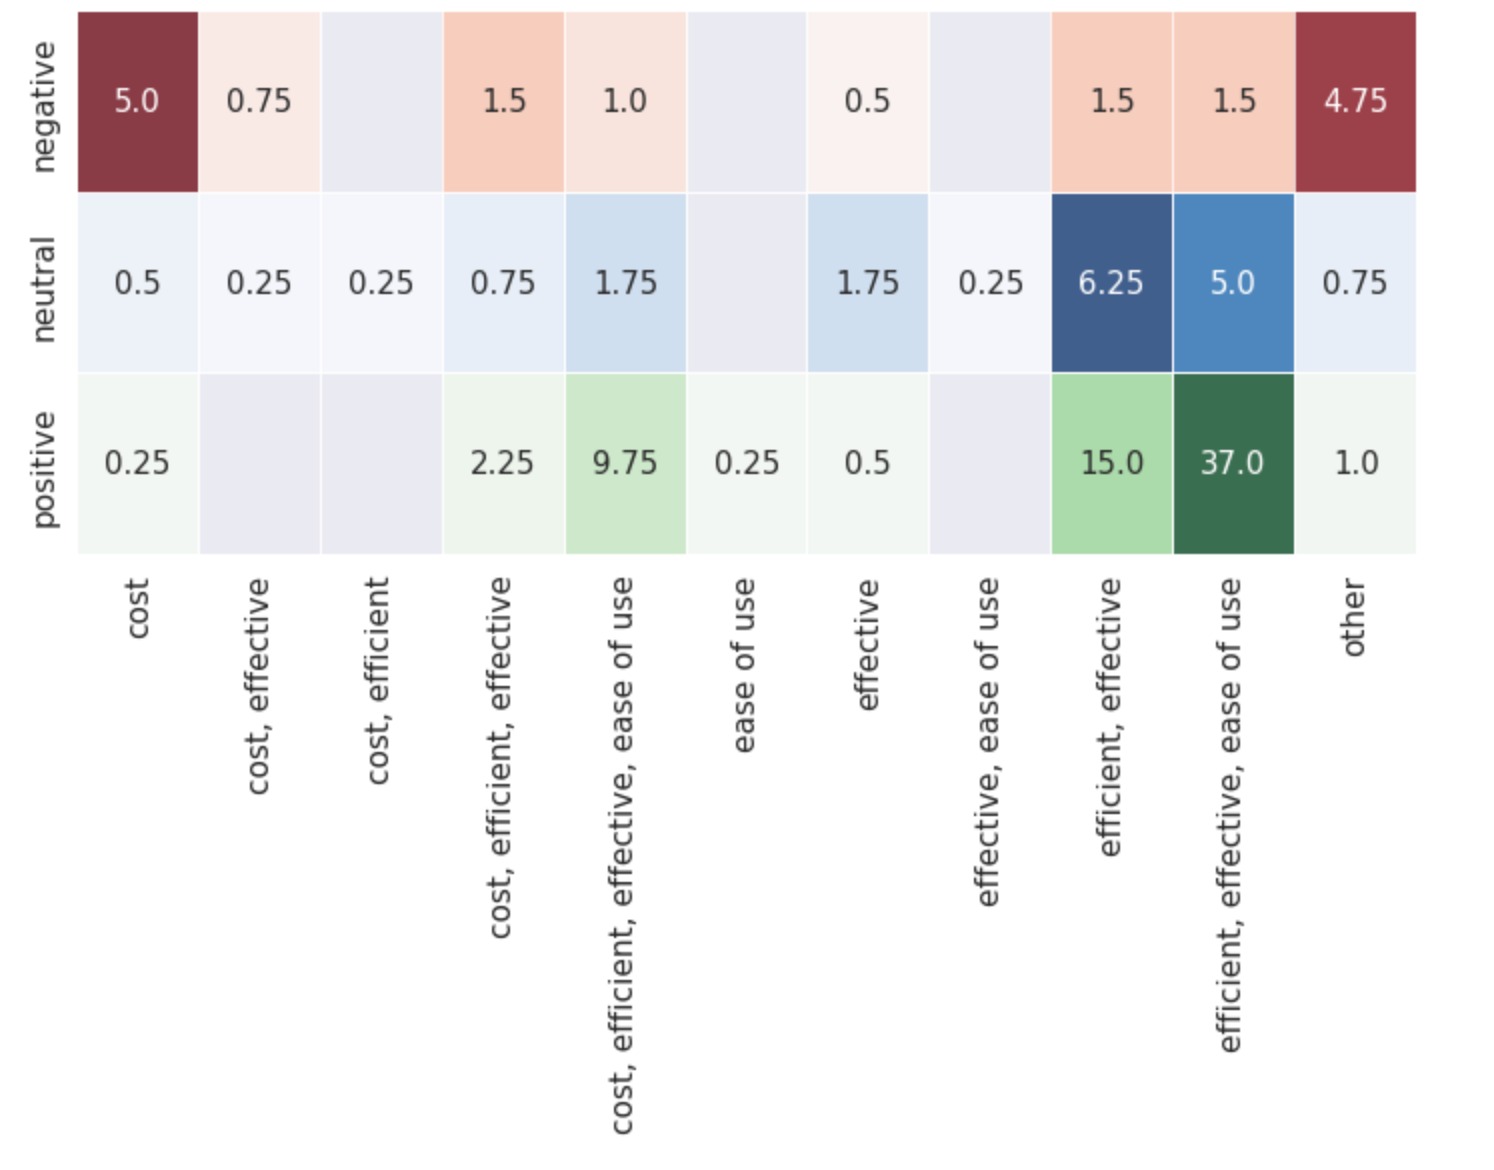 negative 5.0 0.75 1.5 1.0 0.5 1.5 1.5 4.75
neutral 0.5 0.25 0.25 0.75 1.75 1.75 0.25 6.25 5.0 0.75
positive 0.25 2.25 9.75 0.25 0.5 15.0 37.0 1.0
cost
cost, effective
cost, efficient
cost, efficient, effective
cost, efficient, effective, ease of use
ease of use
effective
effective, ease of use
efficient, effective
efficient, effective, ease of use
other